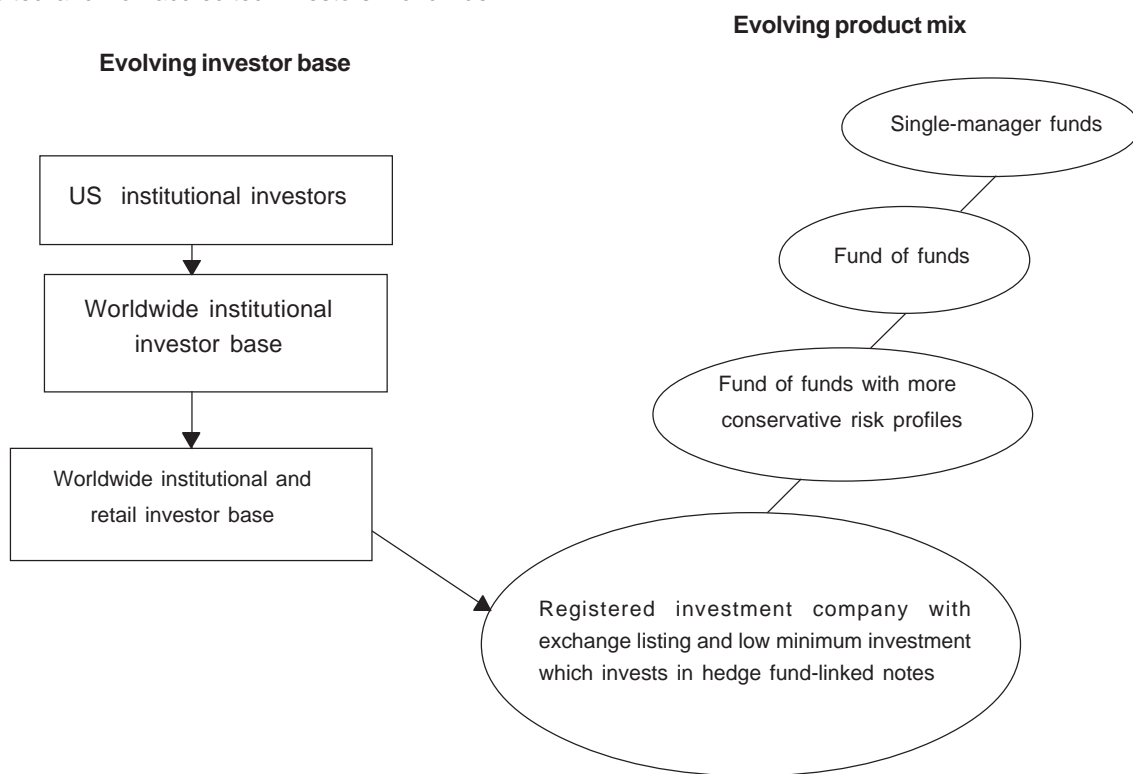 Evolving product mix
Evolving investor base
Single-manager funds
US institutional investors
Fund of funds
Worldwide institutional
investor base
Fund of funds with more
conservative risk profiles
Worldwide institutional and
retail investor base
Registered investment company with
exchange listing and low minimum investment
which invests in hedge fund-linked notes